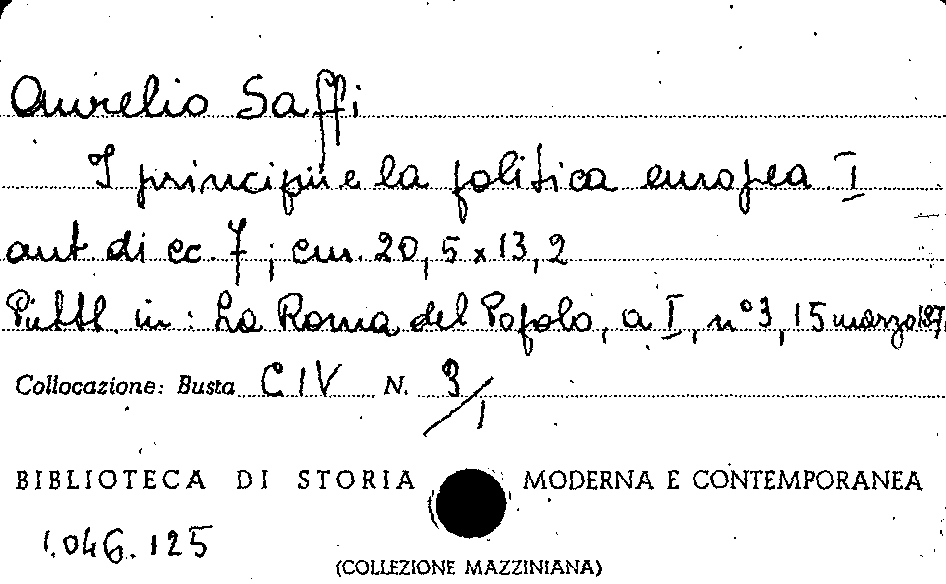 Aurelio Saffi
I principii e la politica europea. I
aut. di cc. 7; cm. 20,5 x 13,2
Pubbl. in: La Roma del Popolo, a I, n° 3, 15 marzo 187
Collocazione: Busta CIV N. 3/1
BIBLIOTECA DI STORIA MODERNA E CONTEMPORANEA
1.046.125
(COLLEZIONE MAZZINIANA)